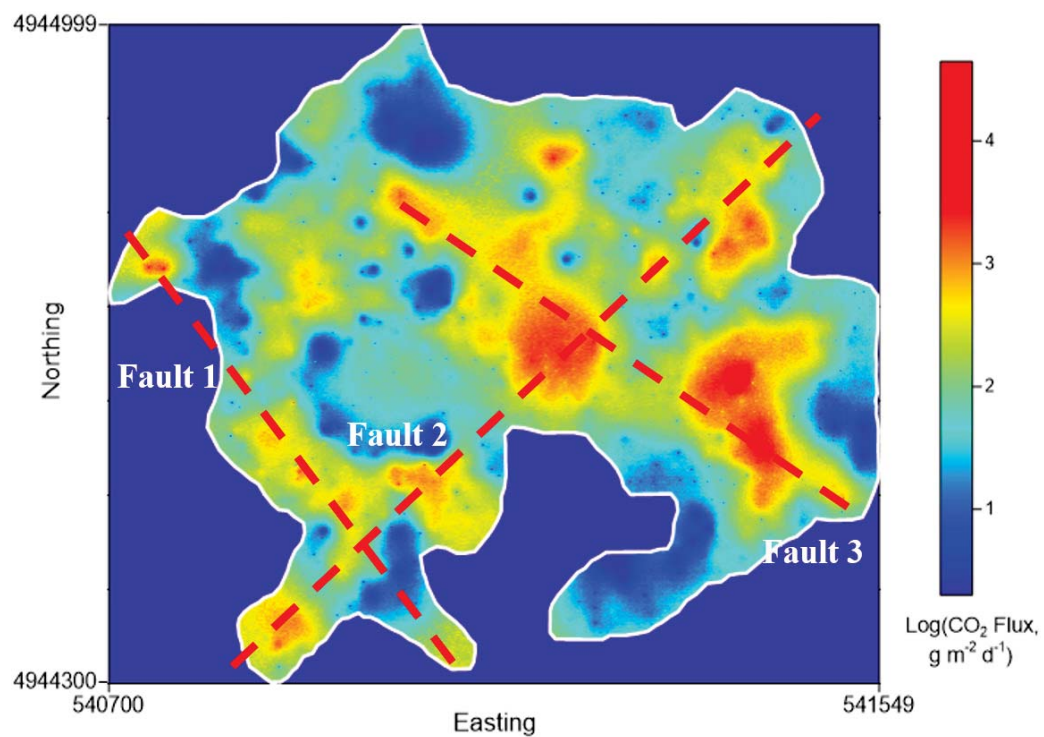 4944999
Northing
4944300
540700
Easting
541549
Fault 1
Fault 2
Fault 3
4
3
2
1
Log(CO₂ Flux,
g m⁻² d⁻¹)